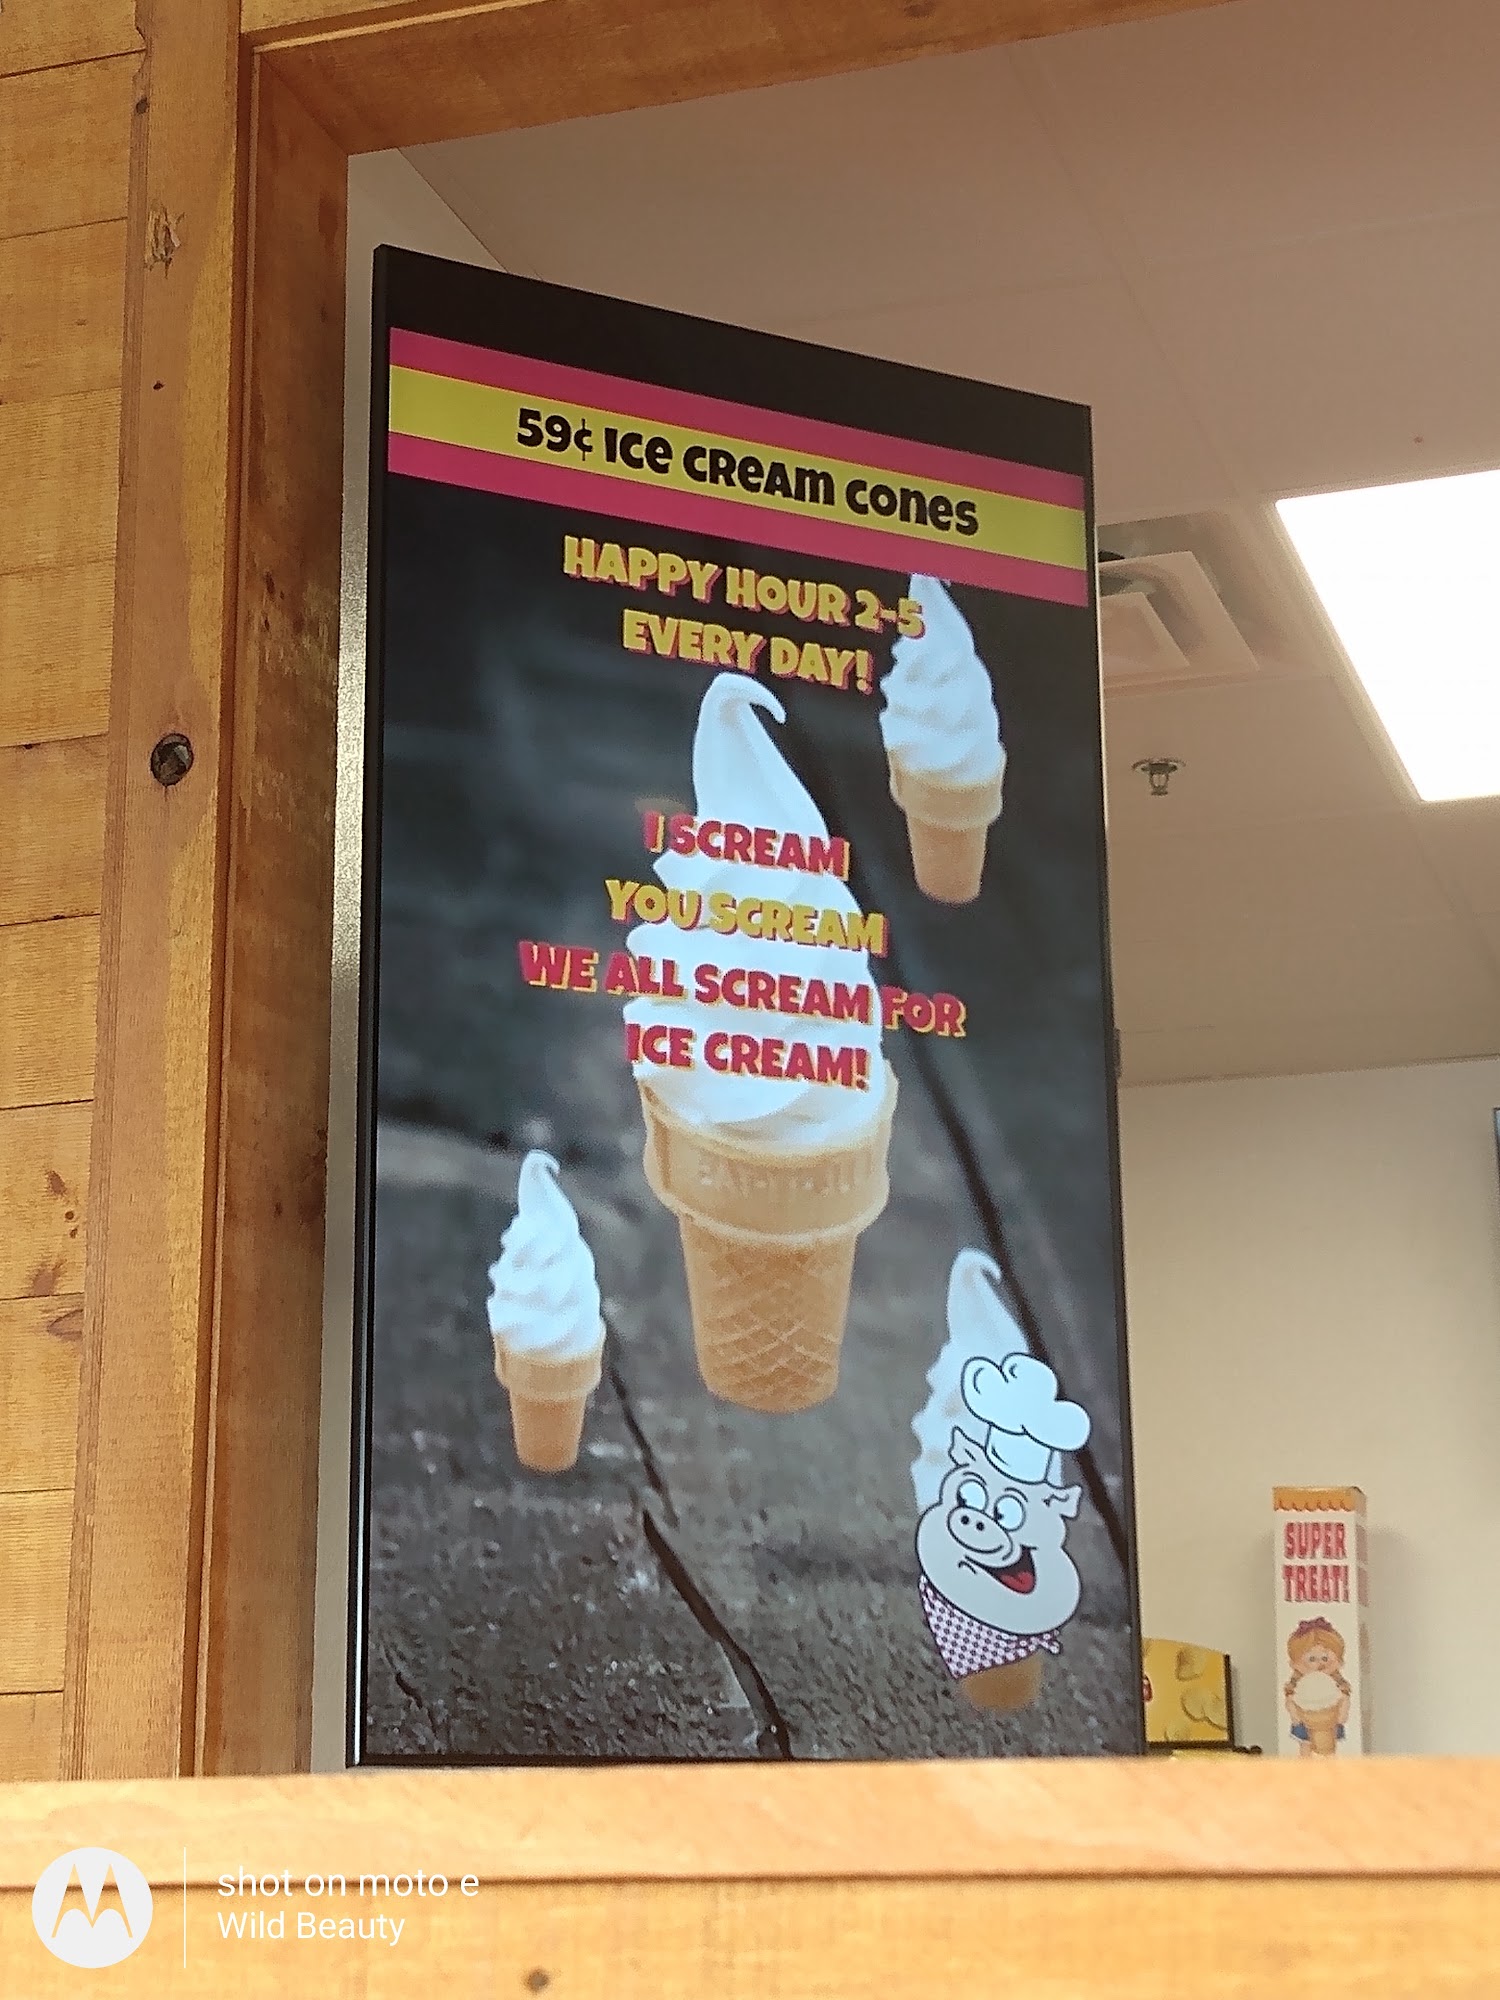 59¢ Ice cream cones
HAPPY HOUR 2-5
EVERY DAY!
I SCREAM
YOU SCREAM
WE ALL SCREAM FOR
ICE CREAM!
SUPER
TREAT!
shot on moto e
Wild Beauty